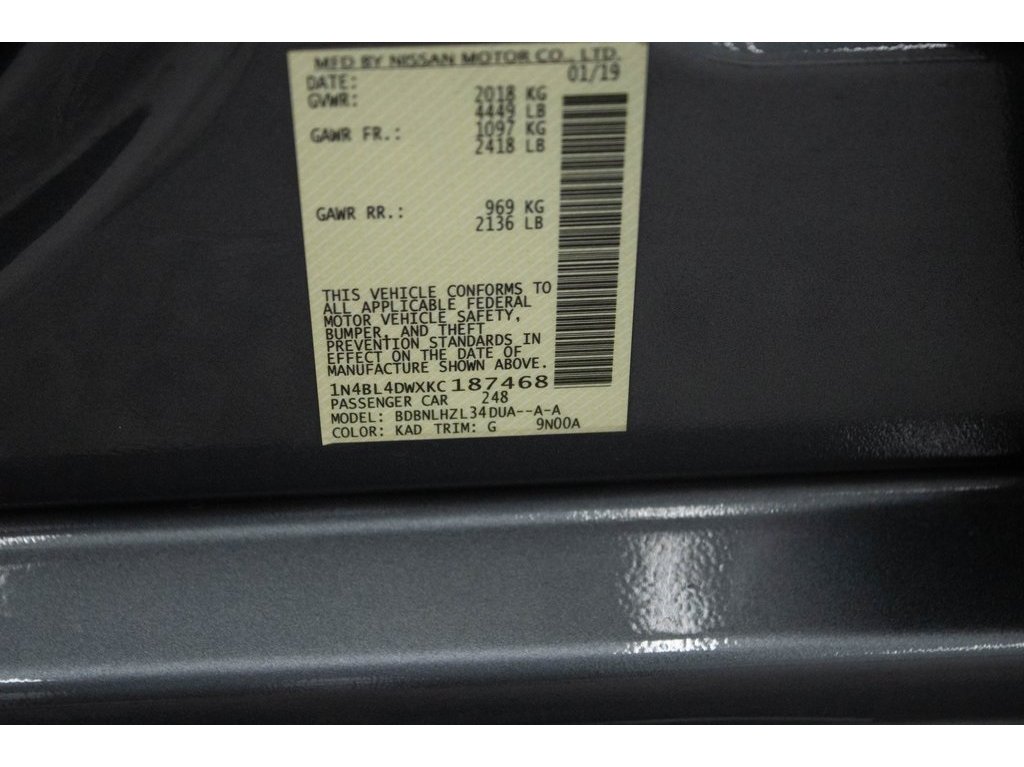 MFD BY NISSAN MOTOR CO., LTD.
DATE: 01/19
GVWR: 2018 KG
4449 LB
GAWR FR.: 1097 KG
2418 LB
GAWR RR.: 969 KG
2136 LB
THIS VEHICLE CONFORMS TO
ALL APPLICABLE FEDERAL
MOTOR VEHICLE SAFETY,
BUMPER, AND THEFT
PREVENTION STANDARDS IN
EFFECT ON THE DATE OF
MANUFACTURE SHOWN ABOVE.
1N4BL4DWXKC187468
PASSENGER CAR 248
MODEL: BDBNLHZL34DUA--A-A
COLOR: KAD TRIM: G 9N00A